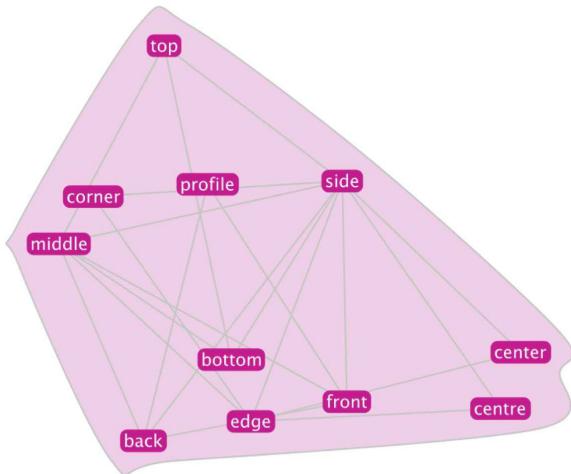 top
side
profile
corner
middle
center
bottom
front
centre
edge
back